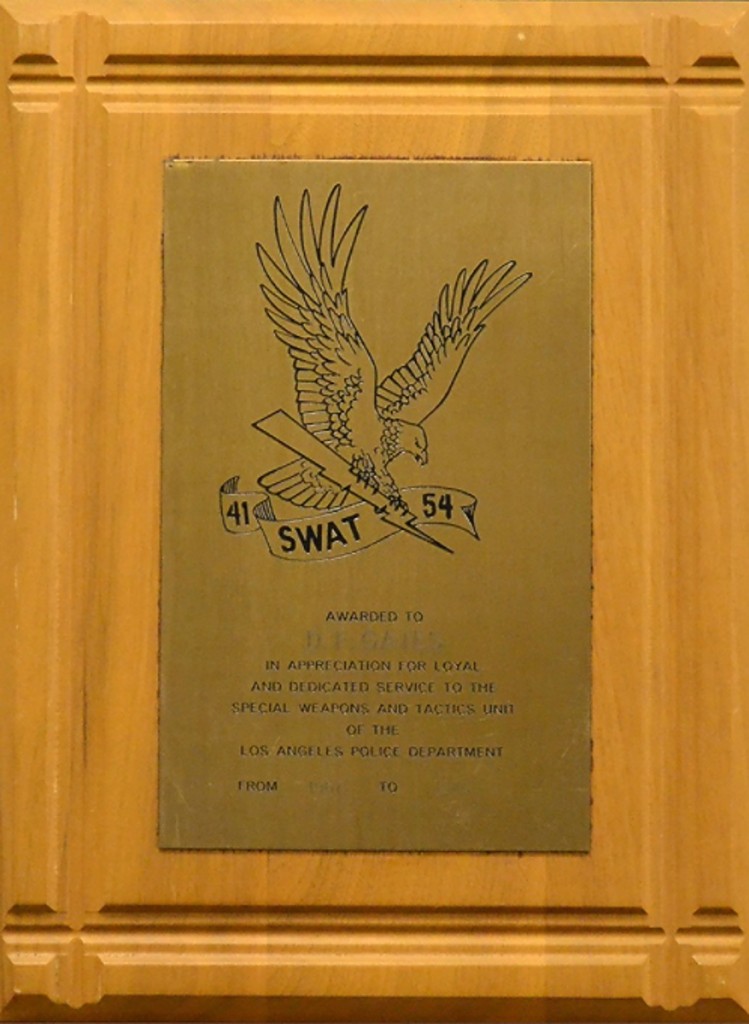 41 SWAT 54
AWARDED TO
D.F. GATES
IN APPRECIATION FOR LOYAL
AND DEDICATED SERVICE TO THE
SPECIAL WEAPONS AND TACTICS UNIT
OF THE
LOS ANGELES POLICE DEPARTMENT
FROM TO